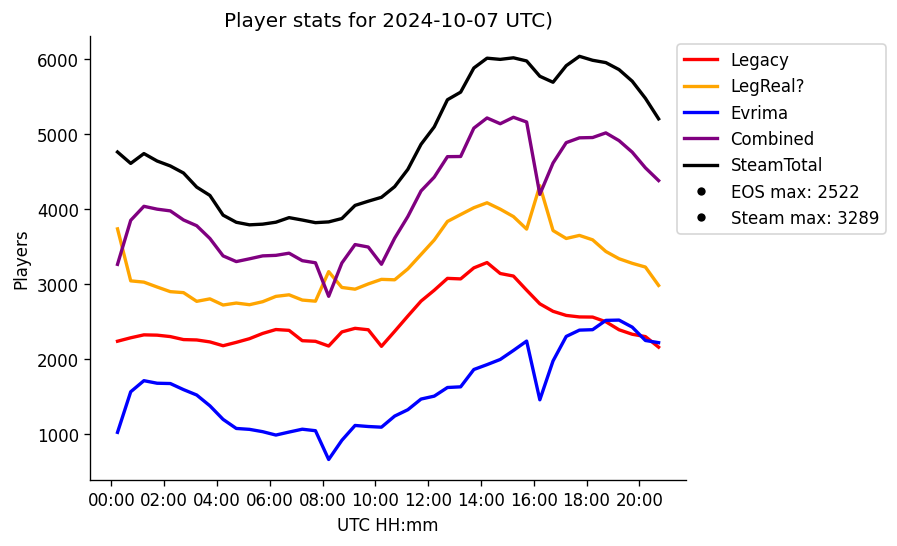 Player stats for 2024-10-07 UTC)
Legacy
LegReal?
Evrima
Combined
SteamTotal
EOS max: 2522
Steam max: 3289
Players
6000
5000
4000
3000
2000
1000
00:00 02:00 04:00 06:00 08:00 10:00 12:00 14:00 16:00 18:00 20:00
UTC HH:mm